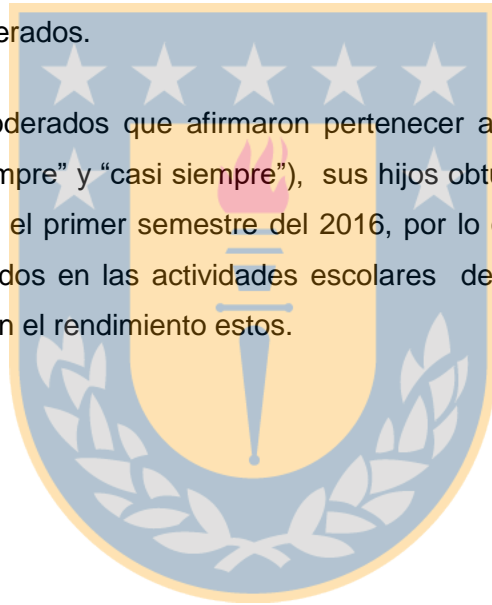 erados.
oderados que afirmaron pertenecer a
mpre” y “casi siempre”), sus hijos obtu
el primer semestre del 2016, por lo
dos en las actividades escolares de
n el rendimiento estos.